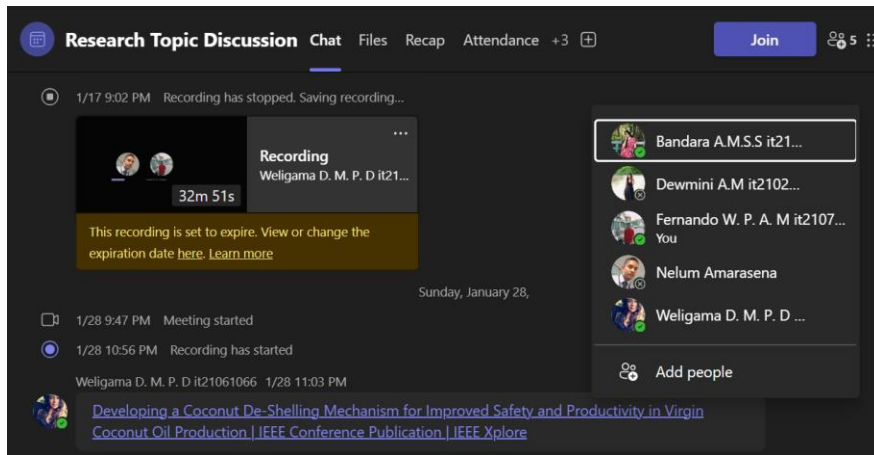 Research Topic Discussion Chat Files Recap Attendance +3 Join 5
1/17 9:02 PM Recording has stopped. Saving recording...
...
Recording
Weligama D. M. P. D it21...
32m 51s
This recording is set to expire. View or change the
expiration date here. Learn more
Sunday, January 28,
1/28 9:47 PM Meeting started
1/28 10:56 PM Recording has started
Weligama D. M. P. D it21061066 1/28 11:03 PM
Developing a Coconut De-Shelling Mechanism for Improved Safety and Productivity in Virgin
Coconut Oil Production | IEEE Conference Publication | IEEE Xplore
Bandara A.M.S.S it21...
Dewmini A.M it2102...
Fernando W. P. A. M it2107...
You
Nelum Amarasena
Weligama D. M. P. D ...
Add people